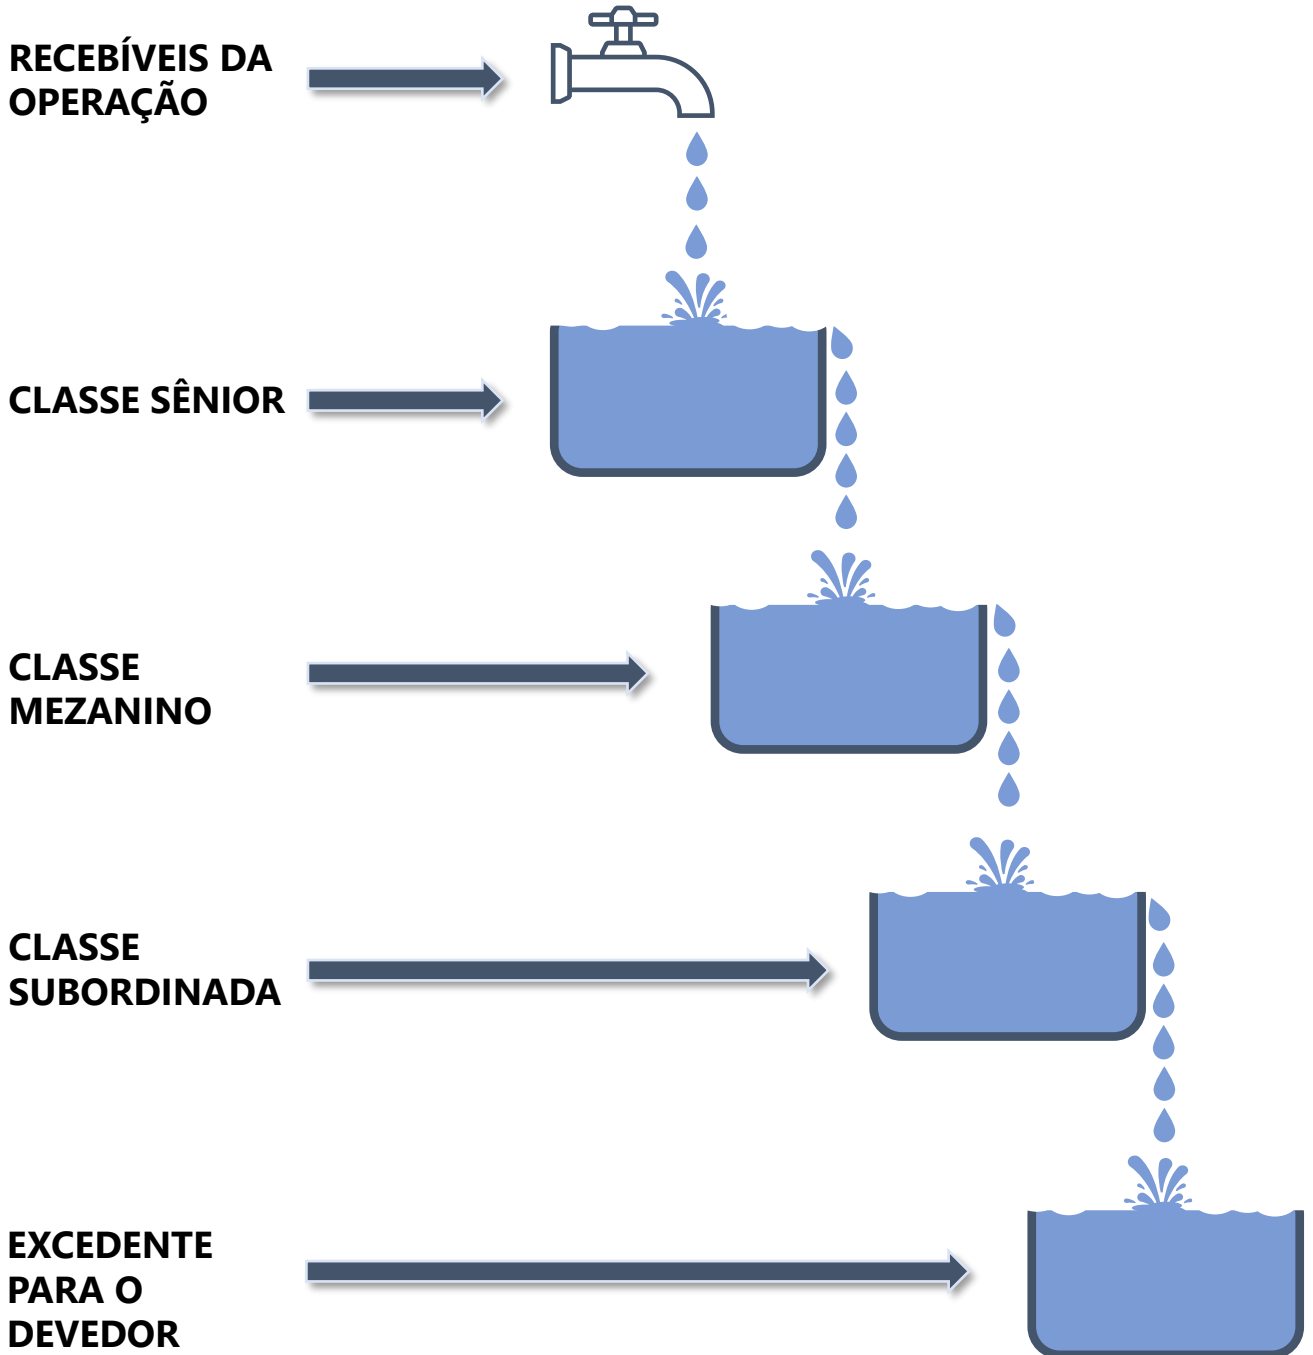 RECEBÍVEIS DA
OPERAÇÃO
CLASSE SÊNIOR
CLASSE
MEZANINO
CLASSE
SUBORDINADA
EXCEDENTE
PARA O
DEVEDOR